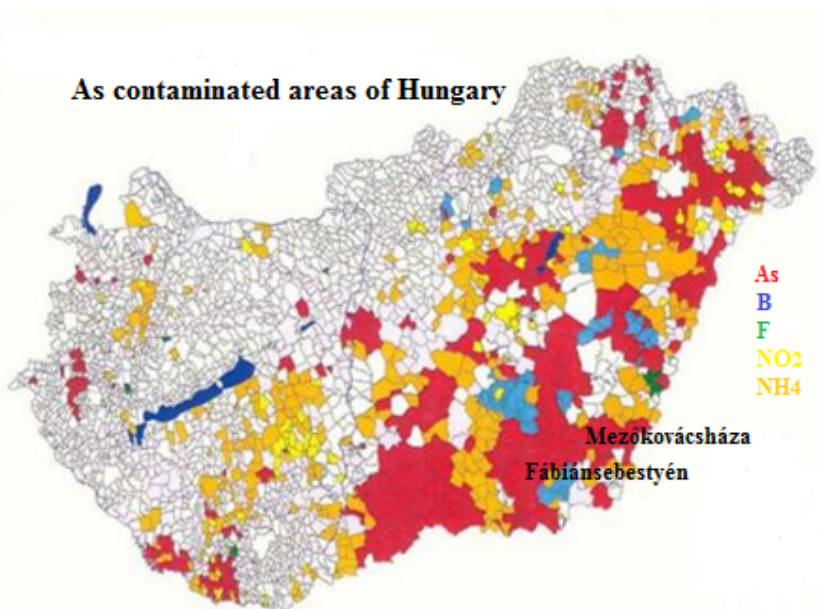 As contaminated areas of Hungary
As
B
F
NO2
NH4
Mezőkovácsháza
Fábiánsebestyén